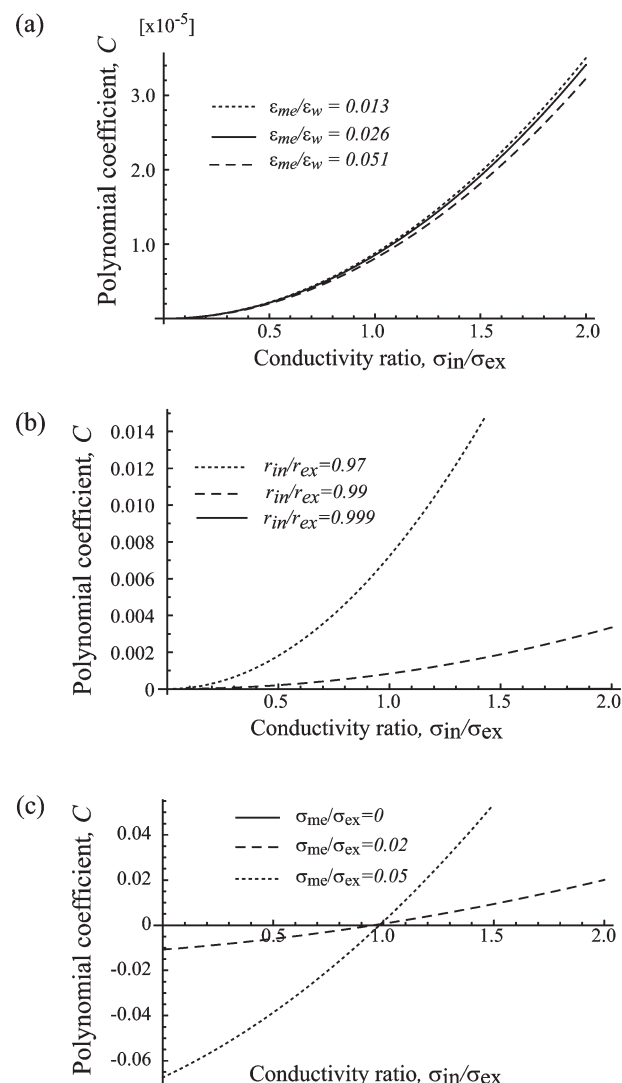 (a)
[x10-5]
Polynomial coefficient, C
3.0
2.0
1.0
εme/εw = 0.013
εme/εw = 0.026
εme/εw = 0.051
0.5 1.0 1.5 2.0
Conductivity ratio, σin/σex
(b)
Polynomial coefficient, C
0.014
0.012
0.010
0.008
0.006
0.004
0.002
0
rin/rex=0.97
rin/rex=0.99
rin/rex=0.999
0.5 1.0 1.5 2.0
Conductivity ratio, σin/σex
(c)
Polynomial coefficient, C
0.04
0.02
0
-0.02
-0.04
-0.06
σme/σex=0
σme/σex=0.02
σme/σex=0.05
0.5 1.0 1.5 2.0
Conductivity ratio, σin/σex